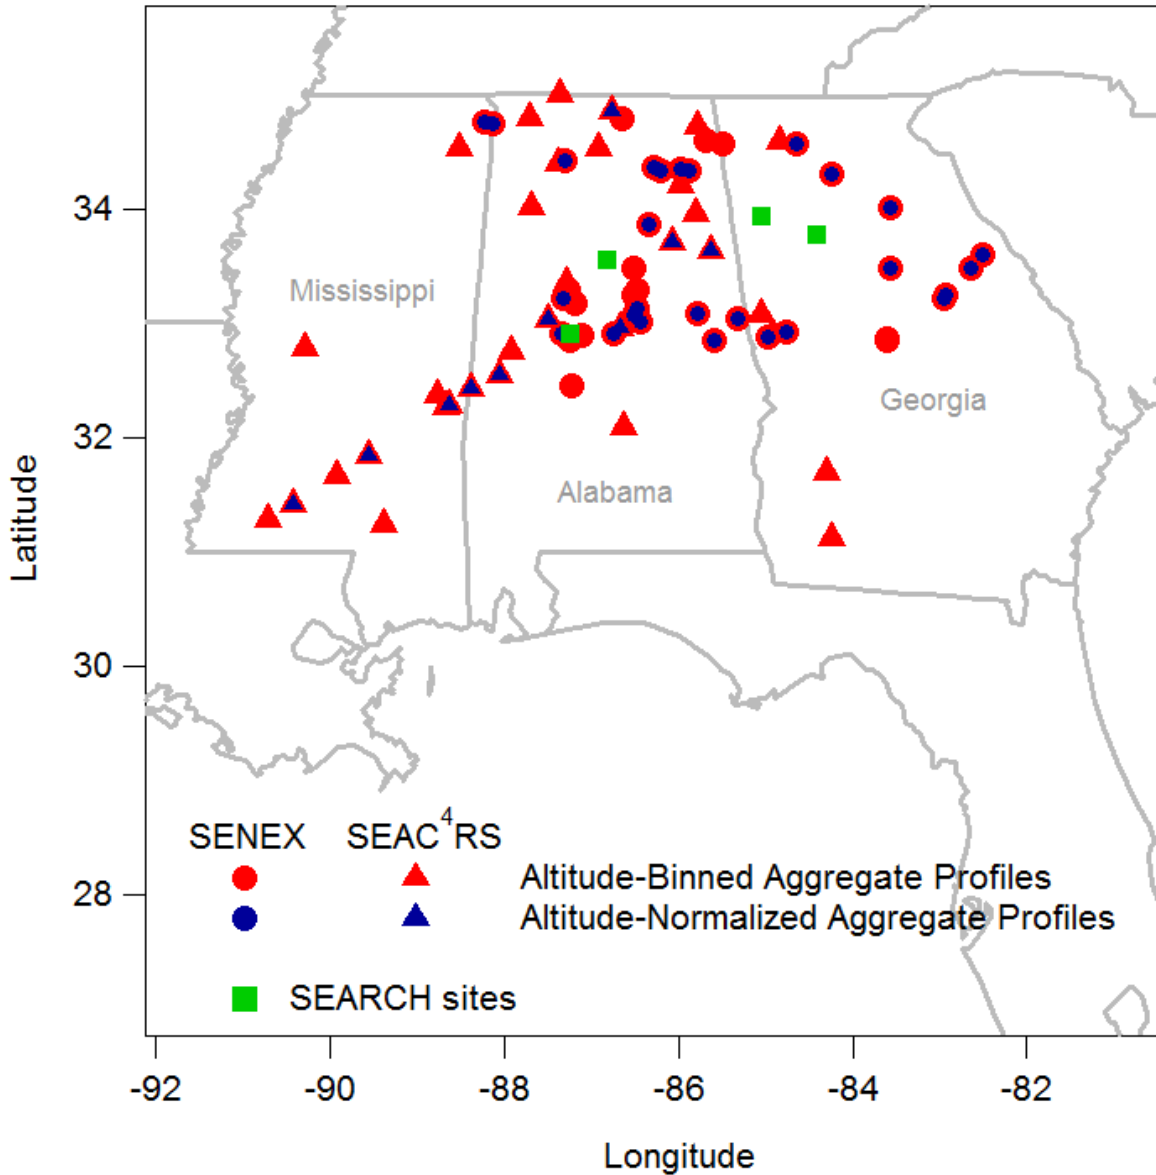 34
Mississippi
Georgia
32
Alabama
Latitude
30
SENEX SEAC⁴RS
Altitude-Binned Aggregate Profiles
28
Altitude-Normalized Aggregate Profiles
SEARCH sites
-92 -90 -88 -86 -84 -82
Longitude